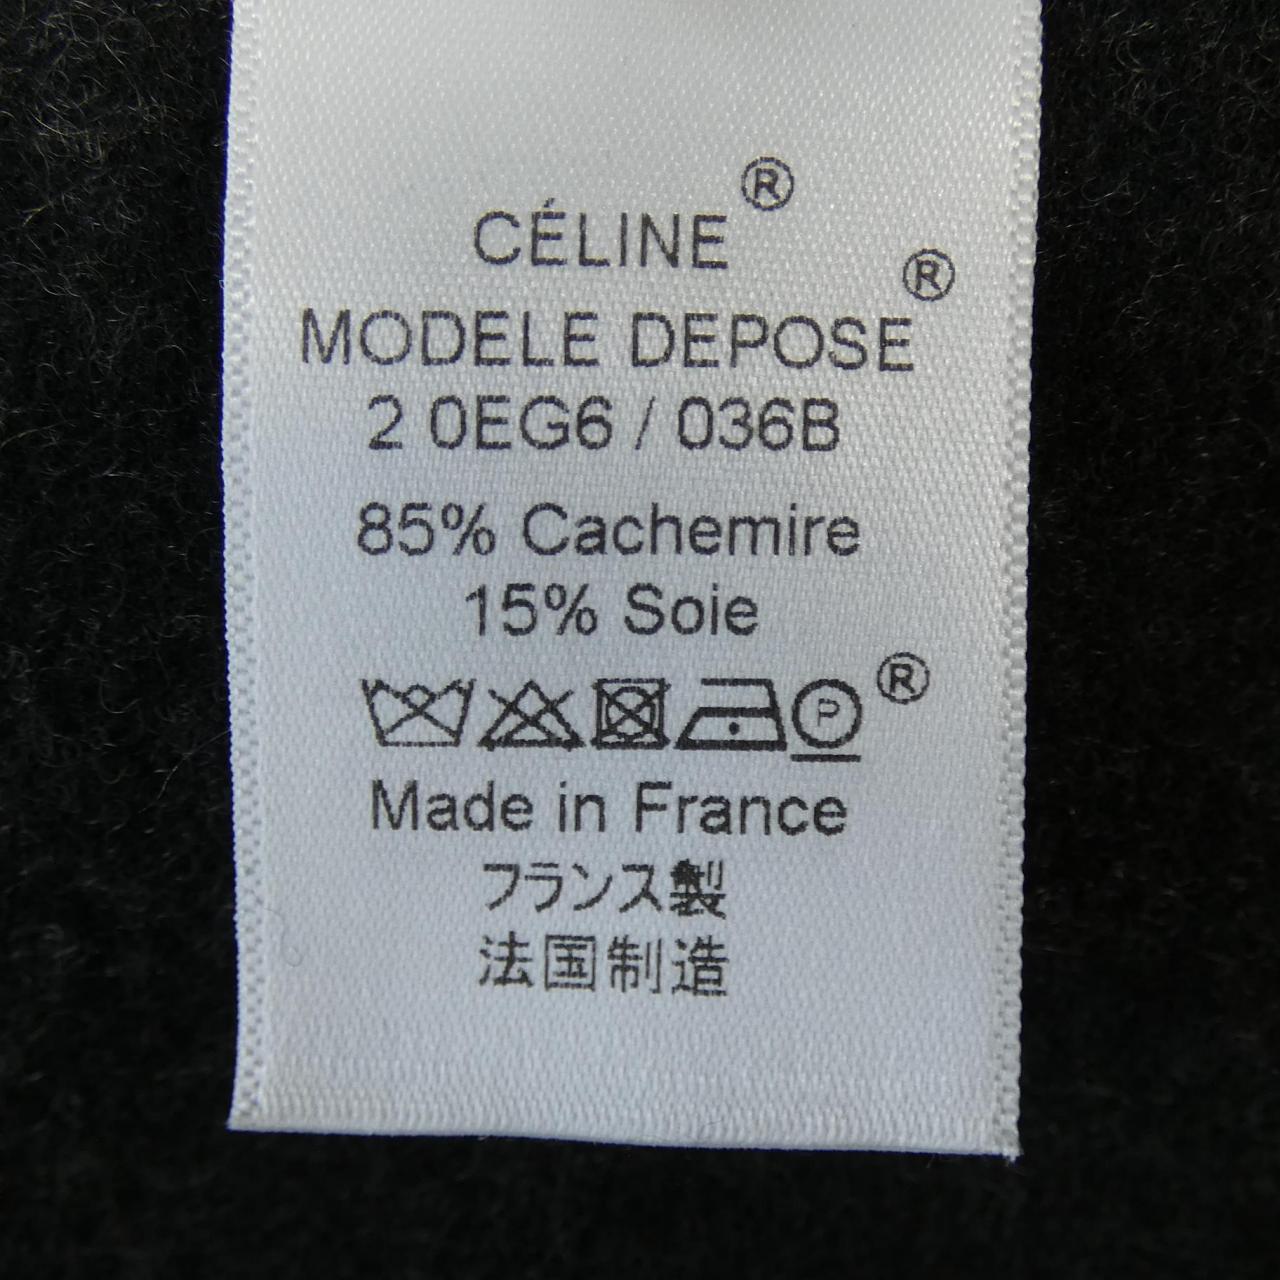 CÉLINE®
MODELE DEPOSE®
2 0EG6 / 036B
85% Cachemire
15% Soie
P ®
Made in France
フランス製
法国制造